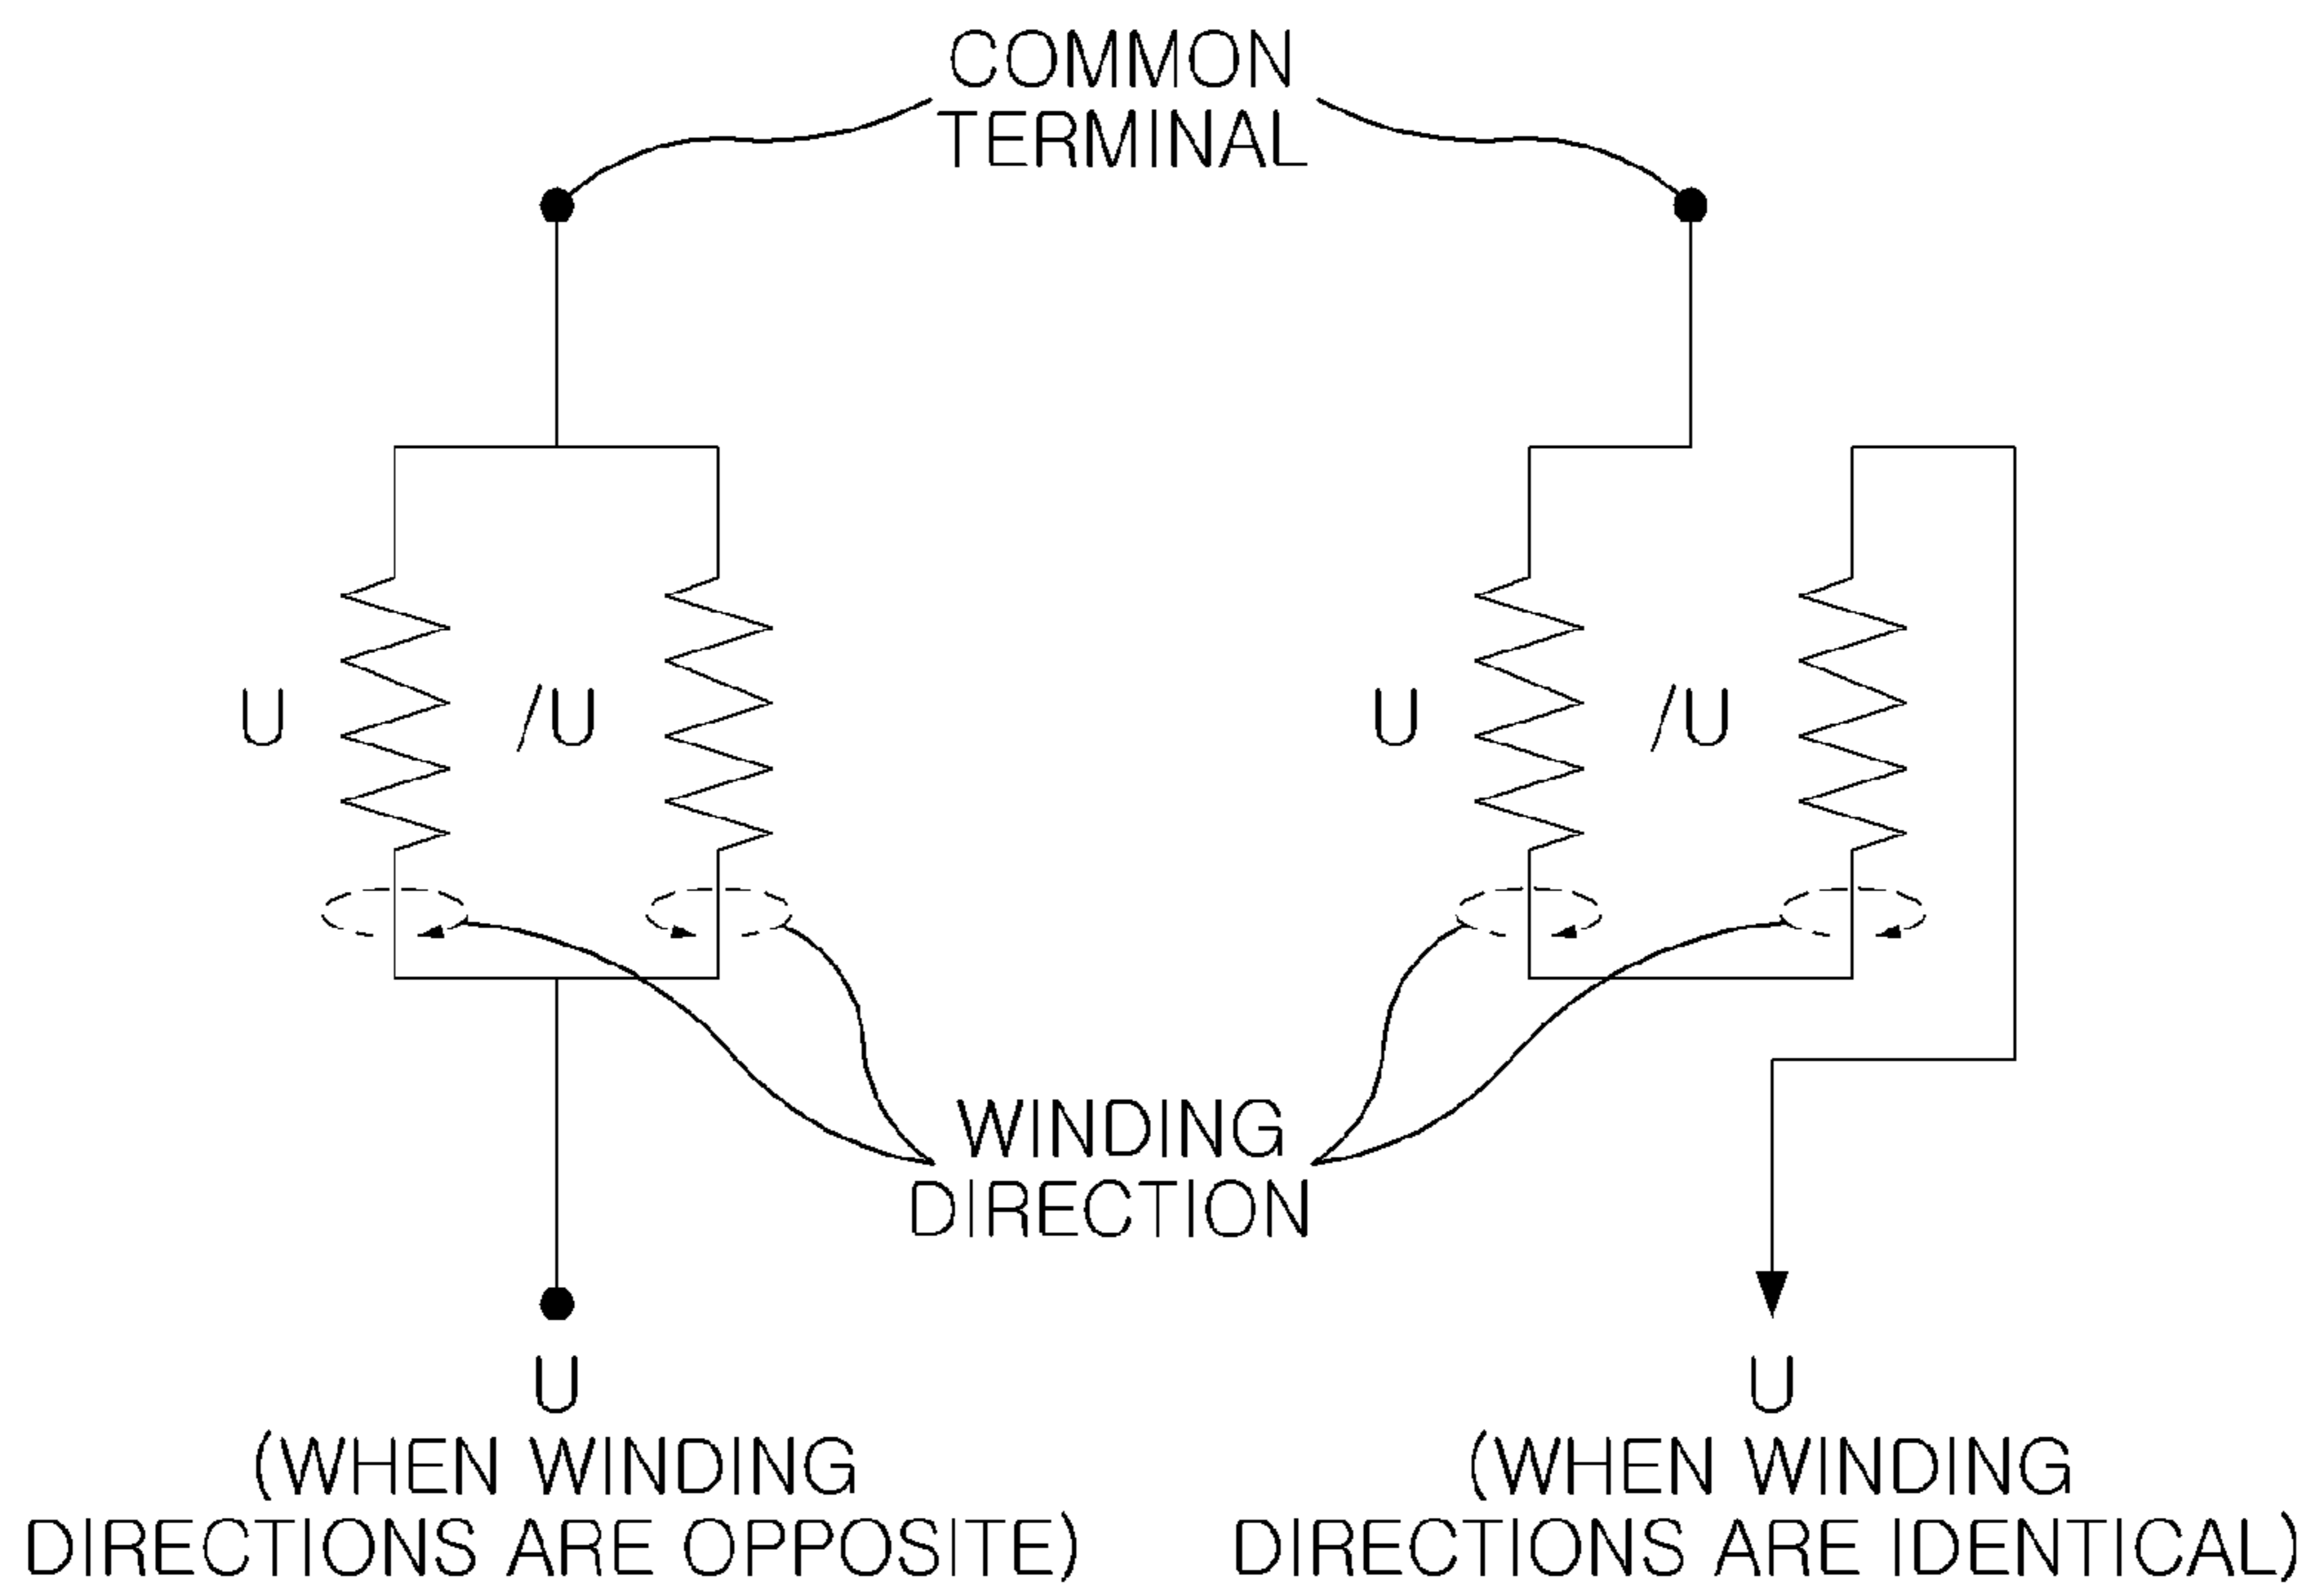 COMMON
TERMINAL
U /U U /U
WINDING
DIRECTION
U
(WHEN WINDING
DIRECTIONS ARE OPPOSITE)
U
(WHEN WINDING
DIRECTIONS ARE IDENTICAL)